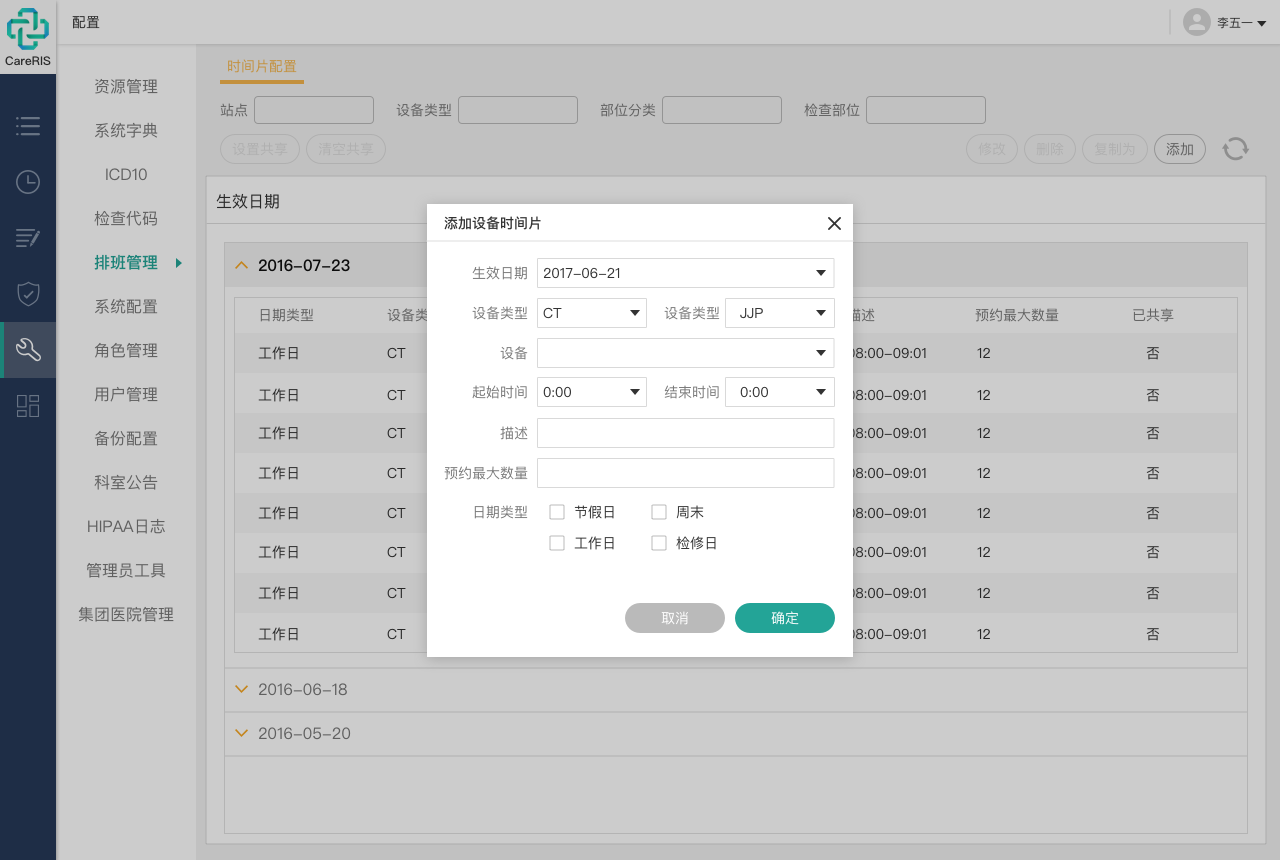 配置
李五一
CareRIS
资源管理
系统字典
ICD10
检查代码
排班管理
系统配置
角色管理
用户管理
备份配置
科室公告
HIPAA日志
管理员工具
集团医院管理
时间片配置
站点 设备类型 部位分类 检查部位
设置共享 清空共享 修改 删除 复制为 添加
生效日期
2016-07-23
日期类型 设备类 描述 预约最大数量 已共享
工作日 CT 08:00-09:01 12 否
工作日 CT 08:00-09:01 12 否
工作日 CT 08:00-09:01 12 否
工作日 CT 08:00-09:01 12 否
工作日 CT 08:00-09:01 12 否
工作日 CT 08:00-09:01 12 否
工作日 CT 08:00-09:01 12 否
工作日 CT 08:00-09:01 12 否
2016-06-18
2016-05-20
添加设备时间片
生效日期 2017-06-21
设备类型 CT 设备类型 JJP
设备
起始时间 0:00 结束时间 0:00
描述
预约最大数量
日期类型 节假日 周末
工作日 检修日
取消 确定